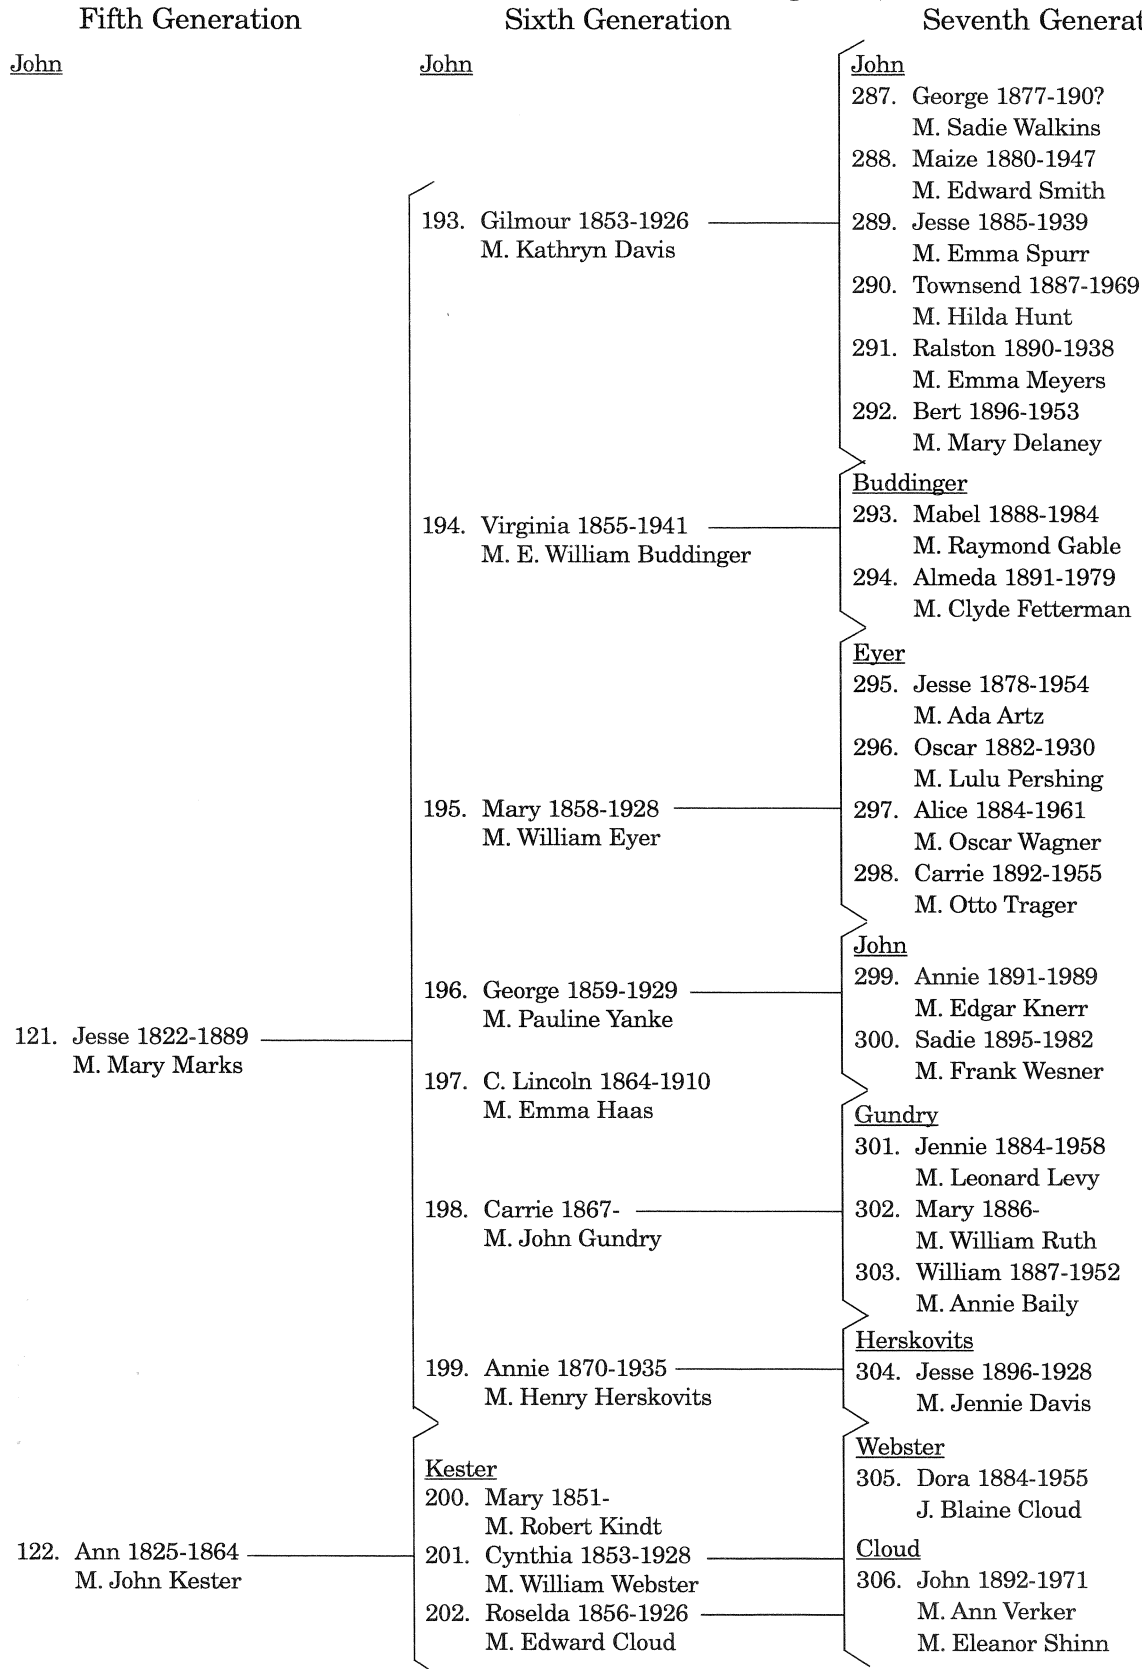 Fifth Generation
Sixth Generation
Seventh Generat
John
121. Jesse 1822-1889
M. Mary Marks
122. Ann 1825-1864
M. John Kester
John
193. Gilmour 1853-1926
M. Kathryn Davis
194. Virginia 1855-1941
M. E. William Buddinger
195. Mary 1858-1928
M. William Eyer
196. George 1859-1929
M. Pauline Yanke
197. C. Lincoln 1864-1910
M. Emma Haas
198. Carrie 1867-
M. John Gundry
199. Annie 1870-1935
M. Henry Herskovits
Kester
200. Mary 1851-
M. Robert Kindt
201. Cynthia 1853-1928
M. William Webster
202. Roselda 1856-1926
M. Edward Cloud
John
287. George 1877-190?
M. Sadie Walkins
288. Maize 1880-1947
M. Edward Smith
289. Jesse 1885-1939
M. Emma Spurr
290. Townsend 1887-1969
M. Hilda Hunt
291. Ralston 1890-1938
M. Emma Meyers
292. Bert 1896-1953
M. Mary Delaney
Buddinger
293. Mabel 1888-1984
M. Raymond Gable
294. Almeda 1891-1979
M. Clyde Fetterman
Eyer
295. Jesse 1878-1954
M. Ada Artz
296. Oscar 1882-1930
M. Lulu Pershing
297. Alice 1884-1961
M. Oscar Wagner
298. Carrie 1892-1955
M. Otto Trager
John
299. Annie 1891-1989
M. Edgar Knerr
300. Sadie 1895-1982
M. Frank Wesner
Gundry
301. Jennie 1884-1958
M. Leonard Levy
302. Mary 1886-
M. William Ruth
303. William 1887-1952
M. Annie Baily
Herskovits
304. Jesse 1896-1928
M. Jennie Davis
Webster
305. Dora 1884-1955
J. Blaine Cloud
Cloud
306. John 1892-1971
M. Ann Verker
M. Eleanor Shinn